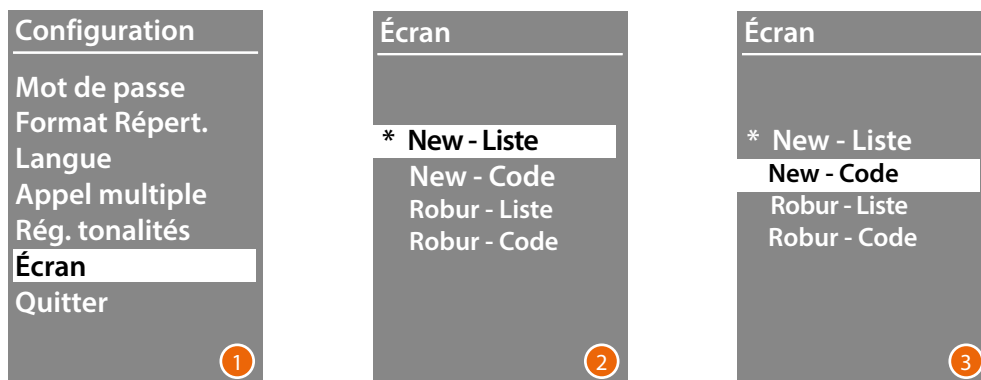 Configuration
Mot de passe
Format Répert.
Langue
Appel multiple
Rég. tonalités
Écran
Quitter
1
Écran
* New - Liste
New - Code
Robur - Liste
Robur - Code
2
Écran
* New - Liste
New - Code
Robur - Liste
Robur - Code
3